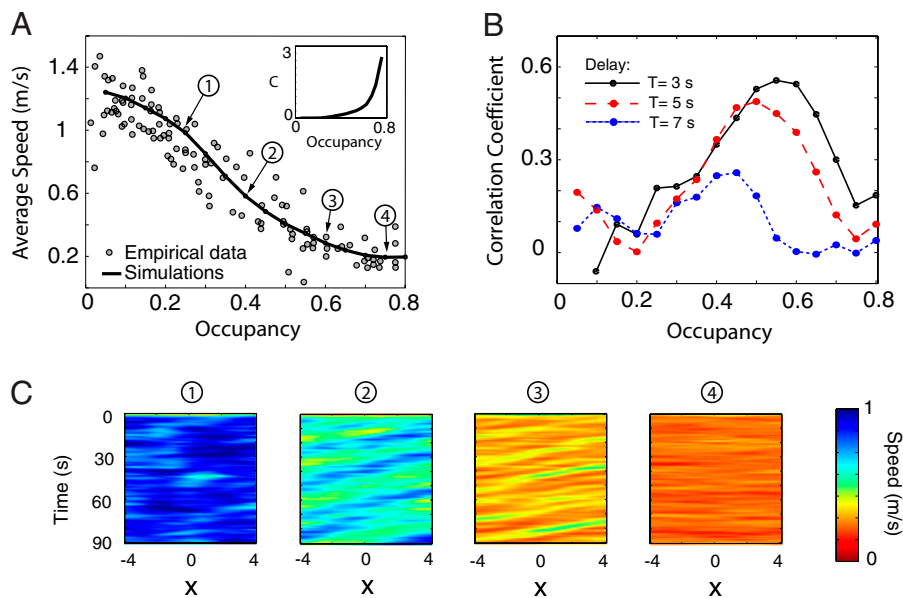 A
Average Speed (m/s)
1.4
1
0.6
0.2
0
0.2
0.4
0.6
0.8
Occupancy
1
2
3
4
Empirical data
Simulations
3
C
0
0
0.8
Occupancy
B
Correlation Coefficient
0.6
0.3
0
0
0.2
0.4
0.6
0.8
Occupancy
Delay:
T= 3 s
T= 5 s
T= 7 s
C
1
2
3
4
Time (s)
0
30
60
90
-4 0 4
X
-4 0 4
X
-4 0 4
X
-4 0 4
X
1
0
Speed (m/s)